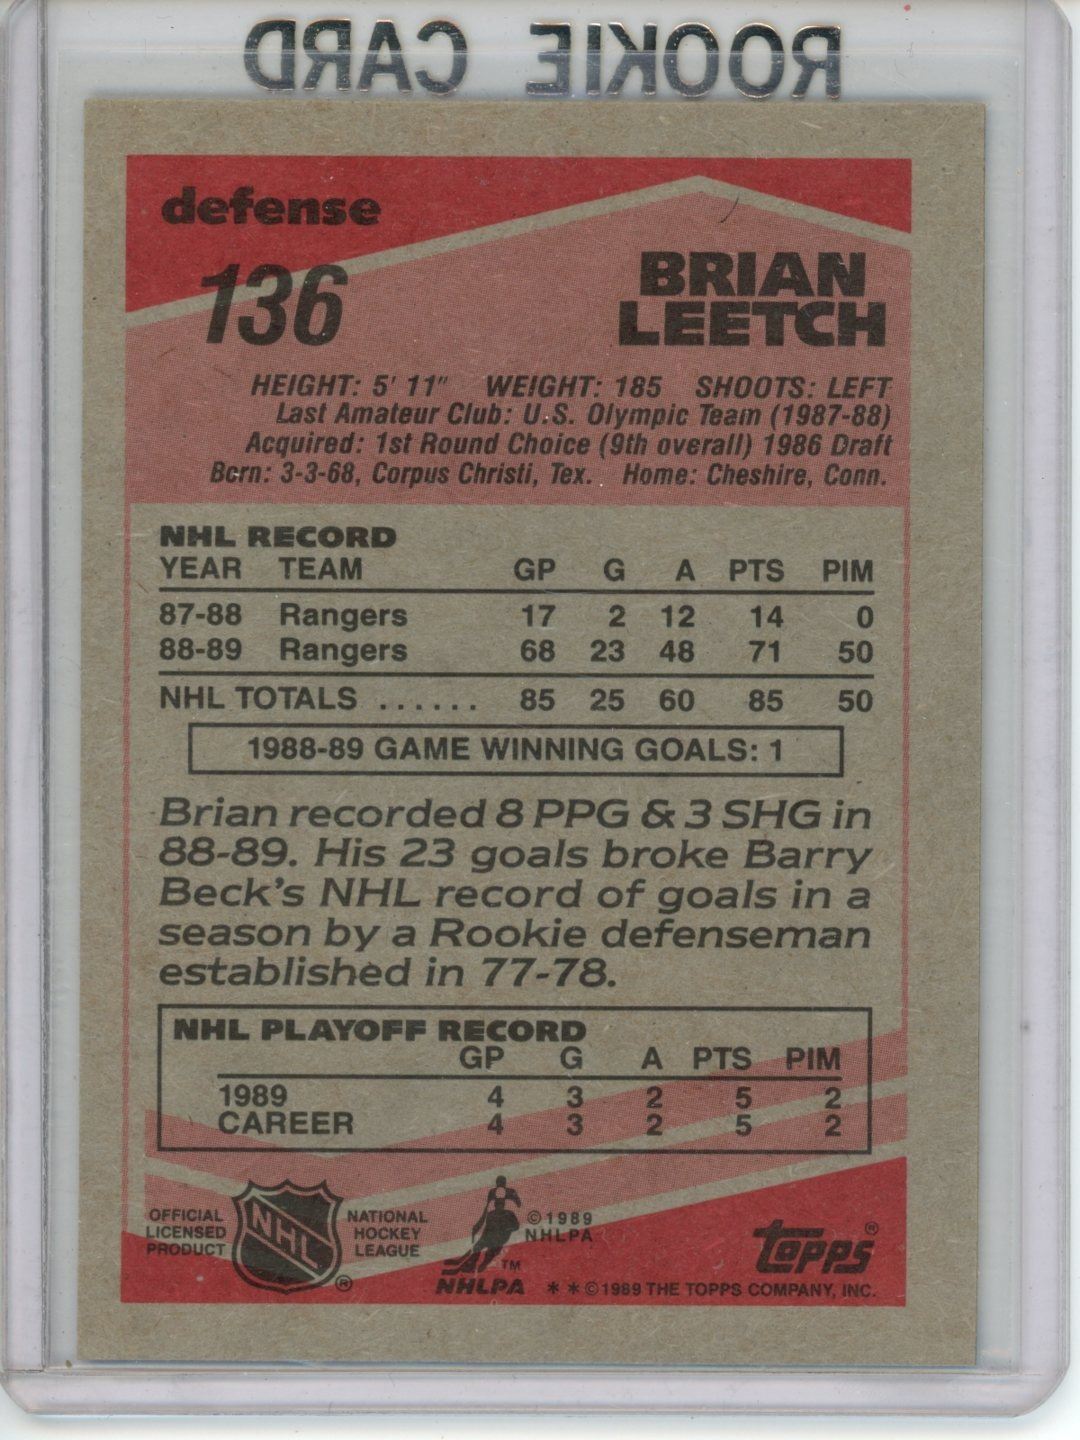 ROOKIE CARD
defense
136
BRIAN
LEETCH
HEIGHT: 5' 11" WEIGHT: 185 SHOOTS: LEFT
Last Amateur Club: U.S. Olympic Team (1987-88)
Acquired: 1st Round Choice (9th overall) 1986 Draft
Born: 3-3-68, Corpus Christi, Tex. Home: Cheshire, Conn.
NHL RECORD
YEAR TEAM GP G A PTS PIM
87-88 Rangers 17 2 12 14 0
88-89 Rangers 68 23 48 71 50
NHL TOTALS ...... 85 25 60 85 50
1988-89 GAME WINNING GOALS: 1
Brian recorded 8 PPG & 3 SHG in
88-89. His 23 goals broke Barry
Beck's NHL record of goals in a
season by a Rookie defenseman
established in 77-78.
NHL PLAYOFF RECORD
GP G A PTS PIM
1989 4 3 2 5 2
CAREER 4 3 2 5 2
OFFICIAL
LICENSED
PRODUCT
NHL
®
NATIONAL
HOCKEY
LEAGUE
TM
NHLPA
©1989
NHLPA
topps®
* * ©1989 THE TOPPS COMPANY, INC.